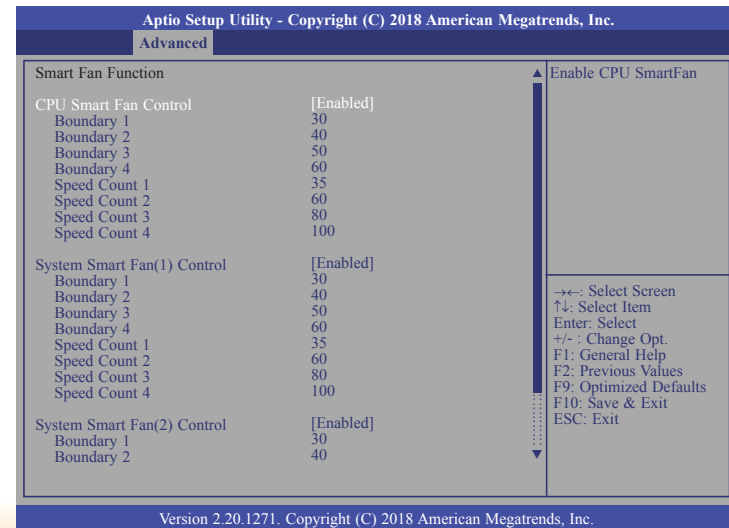 Aptio Setup Utility - Copyright (C) 2018 American Megatrends, Inc.
Advanced
Smart Fan Function
CPU Smart Fan Control [Enabled]
Boundary 1 30
Boundary 2 40
Boundary 3 50
Boundary 4 60
Speed Count 1 35
Speed Count 2 60
Speed Count 3 80
Speed Count 4 100
System Smart Fan(1) Control [Enabled]
Boundary 1 30
Boundary 2 40
Boundary 3 50
Boundary 4 60
Speed Count 1 35
Speed Count 2 60
Speed Count 3 80
Speed Count 4 100
System Smart Fan(2) Control [Enabled]
Boundary 1 30
Boundary 2 40
Enable CPU SmartFan
→←: Select Screen
↑↓: Select Item
Enter: Select
+/- : Change Opt.
F1: General Help
F2: Previous Values
F9: Optimized Defaults
F10: Save & Exit
ESC: Exit
Version 2.20.1271. Copyright (C) 2018 American Megatrends, Inc.